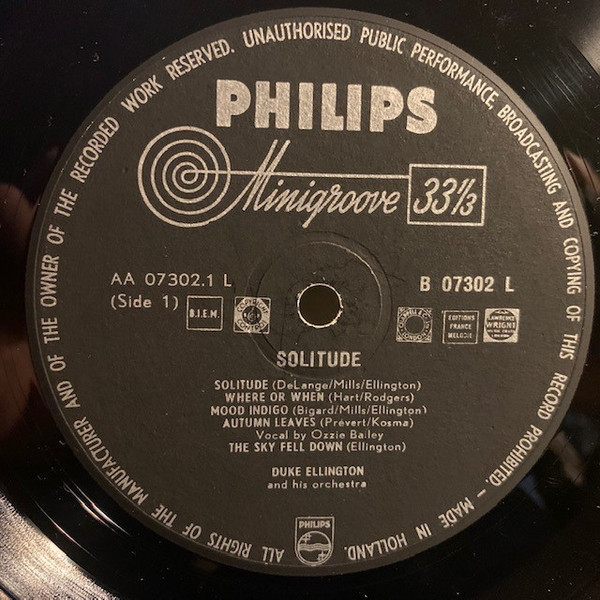 ALL RIGHTS OF THE MANUFACTURER AND OF THE OWNER OF THE RECORDED WORK RESERVED. UNAUTHORISED PUBLIC PERFORMANCE, BROADCASTING AND COPYING OF THIS RECORD PROHIBITED. – MADE IN HOLLAND.
PHILIPS
Minigroove 33⅓
AA 07302.1 L
B 07302 L
(Side 1)
B.I.E.M.
EDITIONS
FRANCE
MELODIE
LAWRENCE
WRIGHT
SOLITUDE
SOLITUDE (DeLange/Mills/Ellington)
WHERE OR WHEN (Hart/Rodgers)
MOOD INDIGO (Bigard/Mills/Ellington)
AUTUMN LEAVES (Prévert/Kosma)
Vocal by Ozzie Bailey
THE SKY FELL DOWN (Ellington)
DUKE ELLINGTON
and his orchestra
PHILIPS